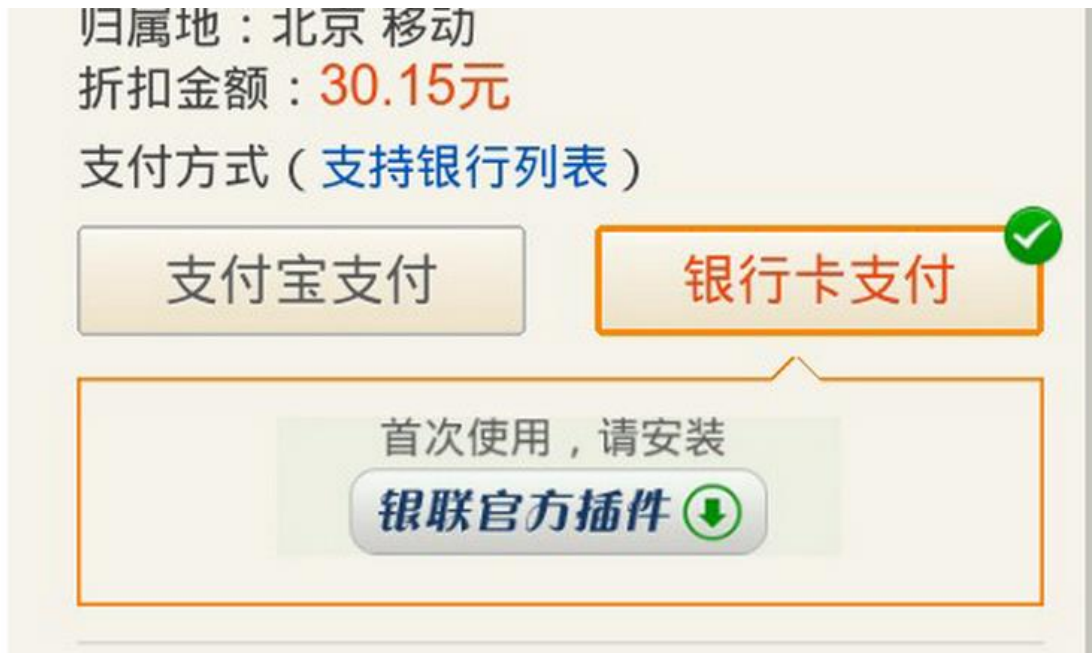 归属地：北京 移动
折扣金额：30.15元
支付方式（支持银行列表）
支付宝支付
银行卡支付
首次使用，请安装
银联官方插件